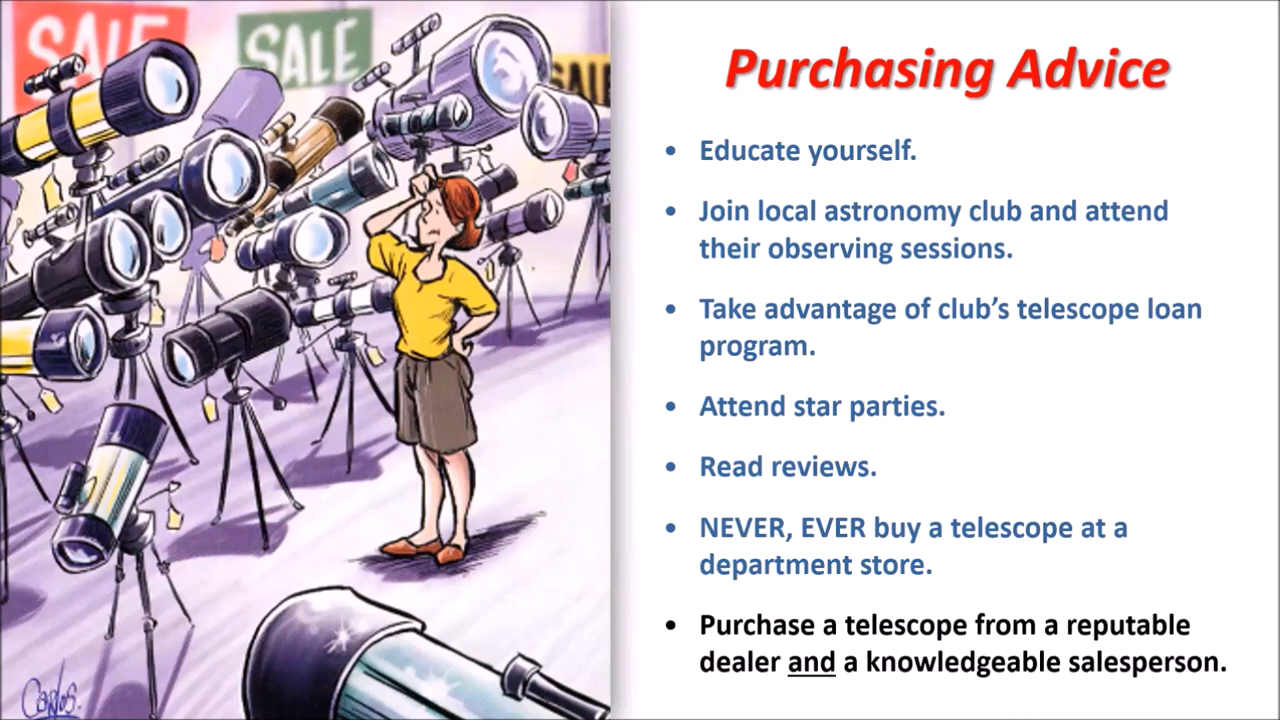 SALE
SALE
SALE
Purchasing Advice
• Educate yourself.
• Join local astronomy club and attend
their observing sessions.
• Take advantage of club’s telescope loan
program.
• Attend star parties.
• Read reviews.
• NEVER, EVER buy a telescope at a
department store.
• Purchase a telescope from a reputable
dealer and a knowledgeable salesperson.
Carlos